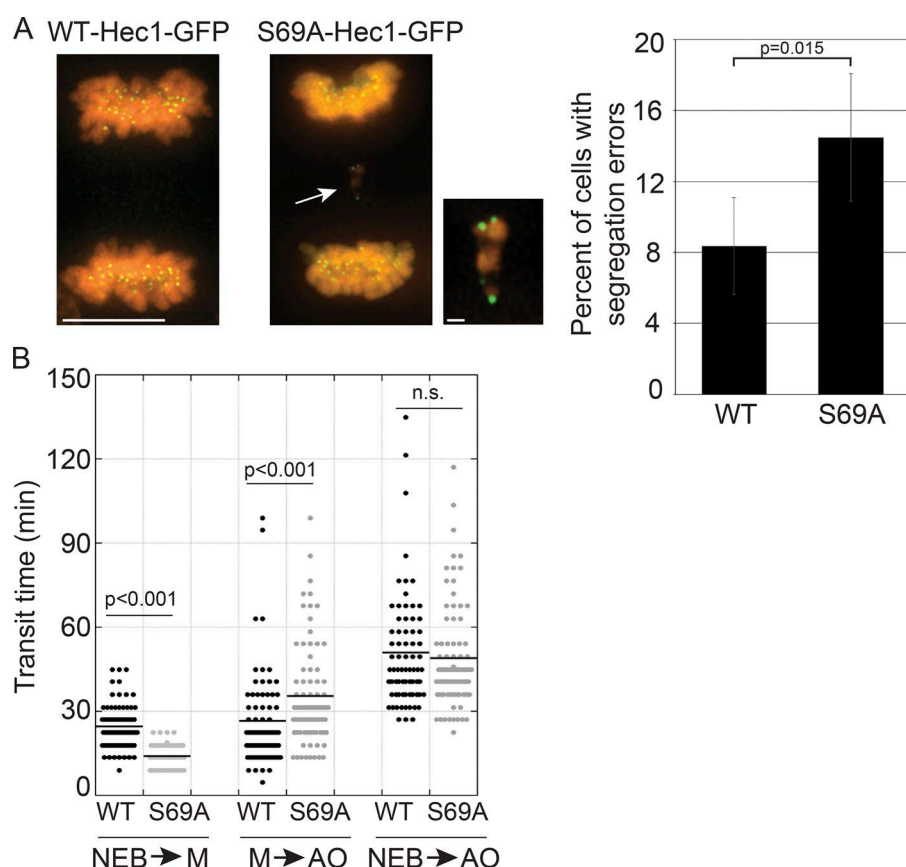 A
WT-Hec1-GFP
S69A-Hec1-GFP
Percent of cells with
segregation errors
20
16
12
8
4
0
p=0.015
WT
S69A
B
Transit time (min)
150
120
90
60
30
0
p<0.001
p<0.001
n.s.
WT S69A
WT S69A
WT S69A
NEB→M
M→AO
NEB→AO